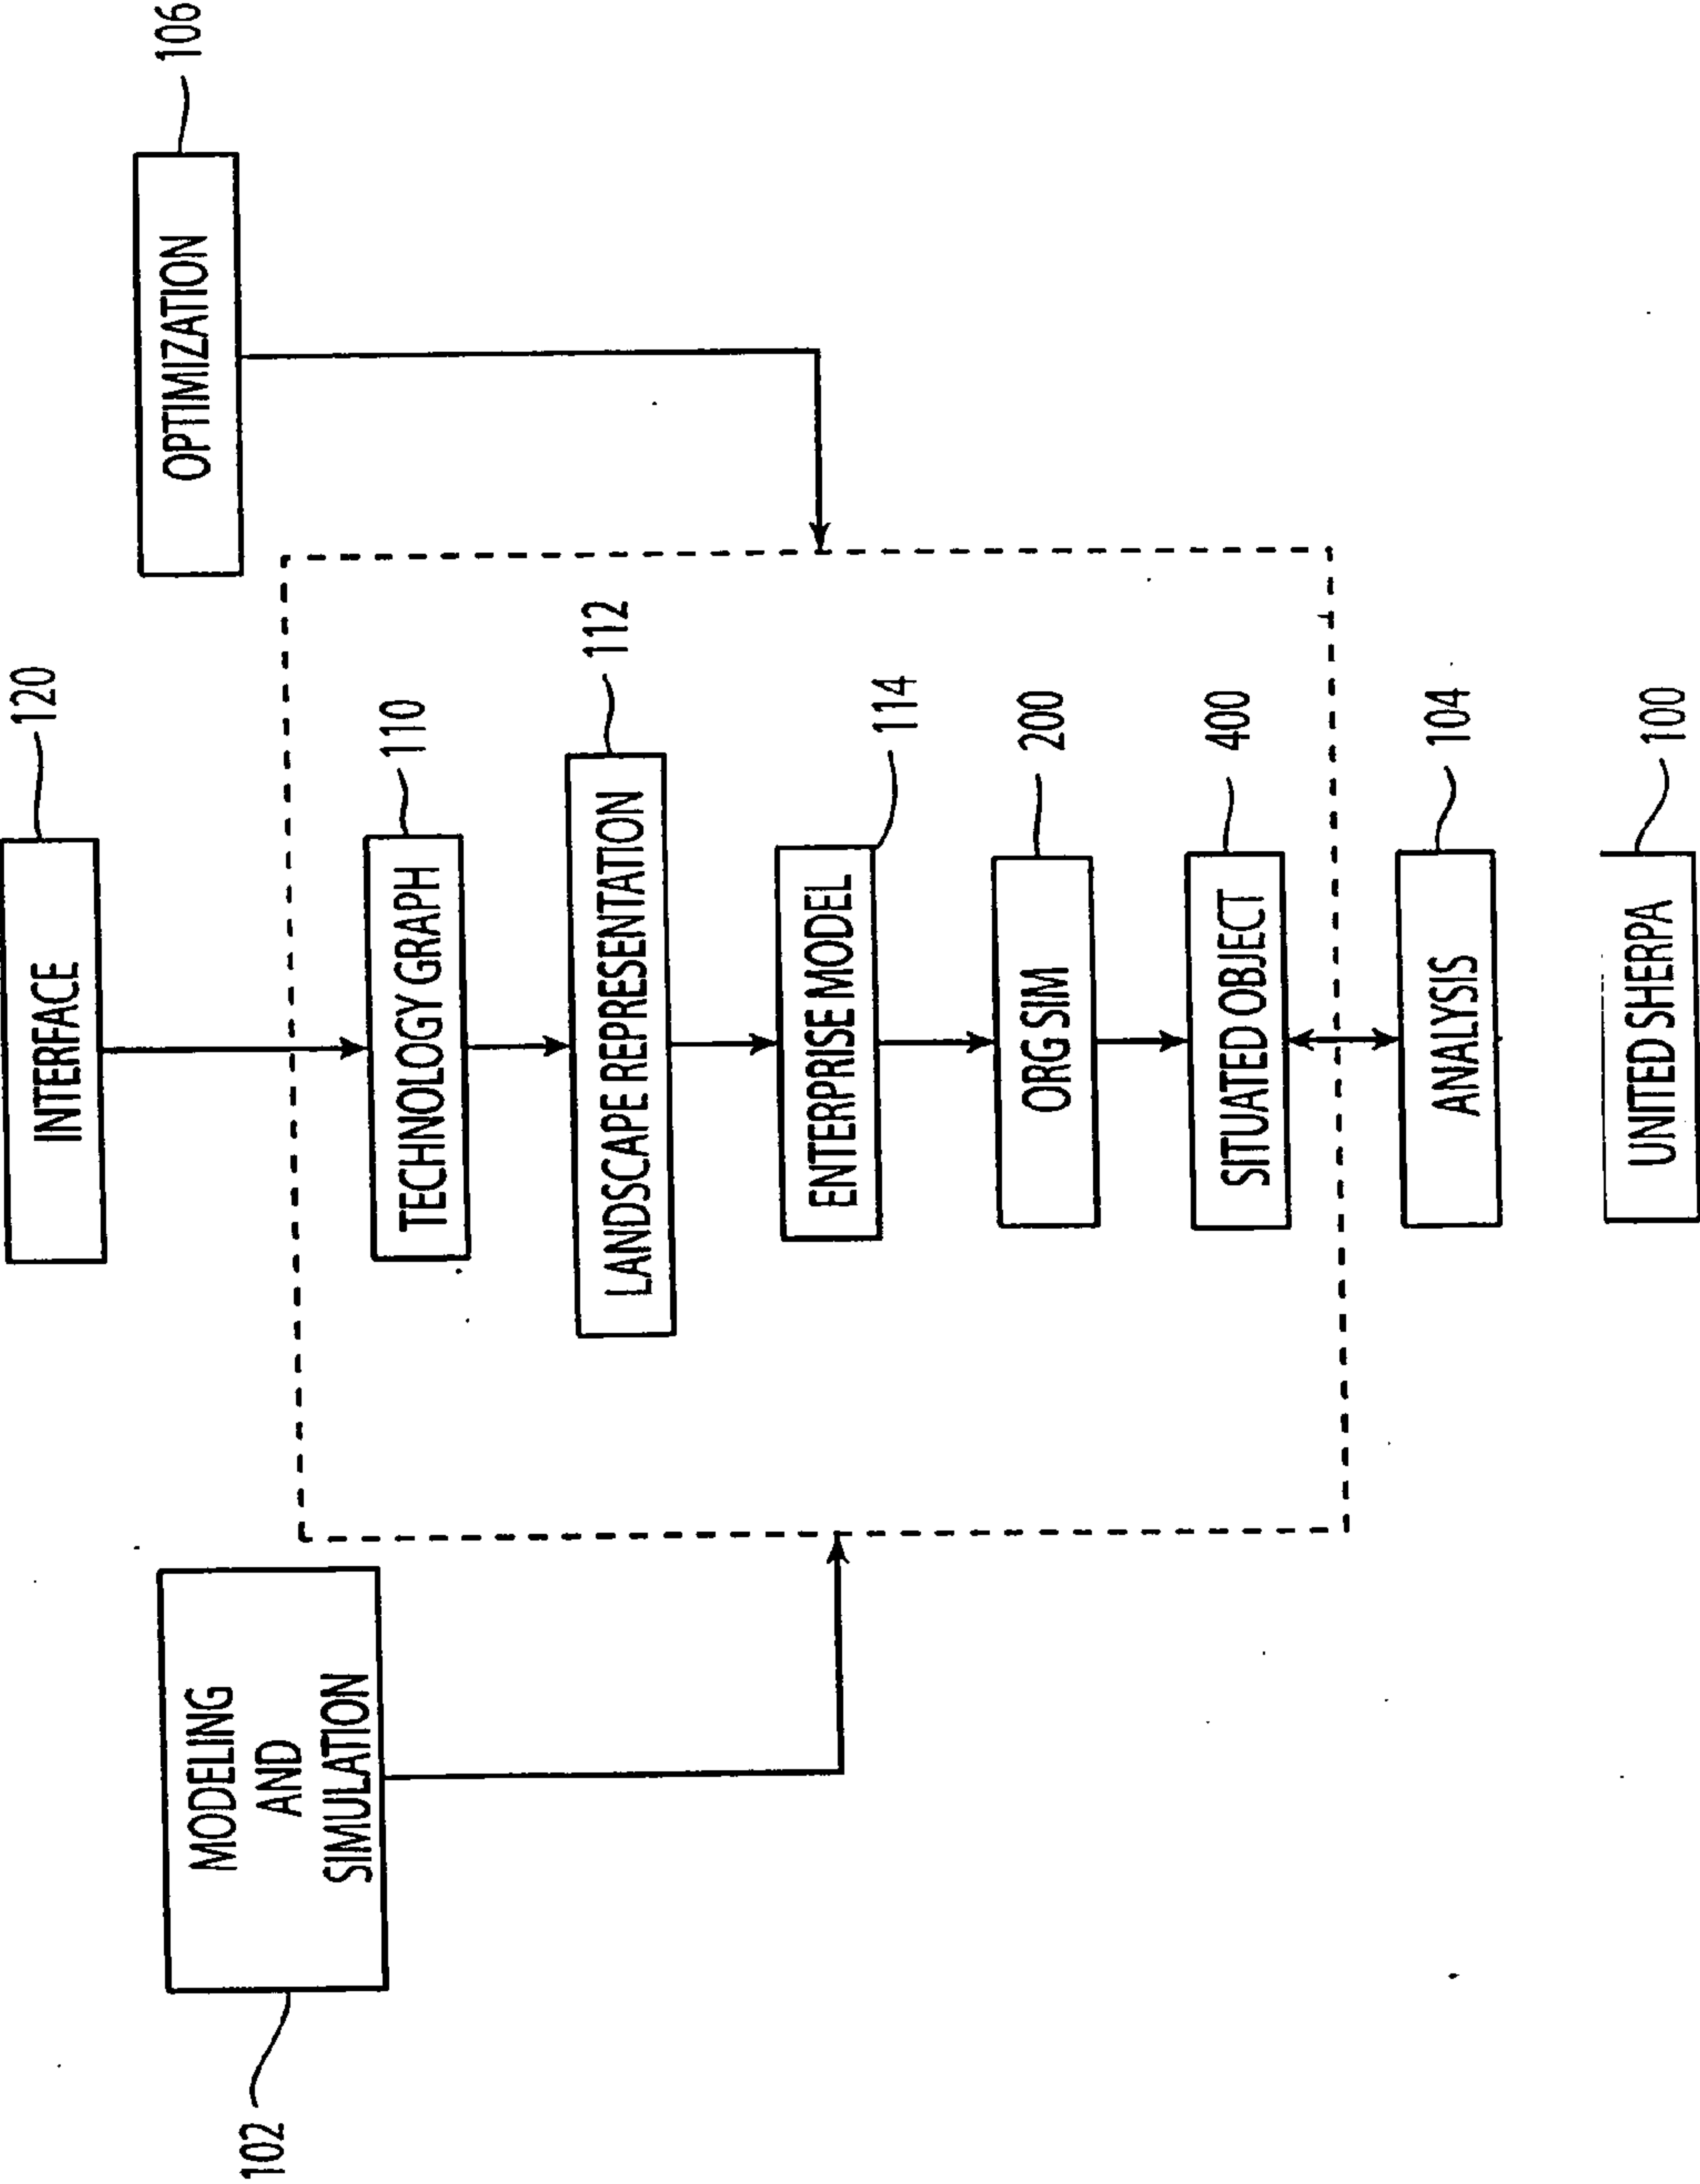 120
INTERFACE
106
OPTIMIZATION
102
MODELING
AND
SIMULATION
110
TECHNOLOGY GRAPH
112
LANDSCAPE REPRESENTATION
114
ENTERPRISE MODEL
200
ORG SIM
400
SITUATED OBJECT
104
ANALYSIS
100
UNITED SHERPA